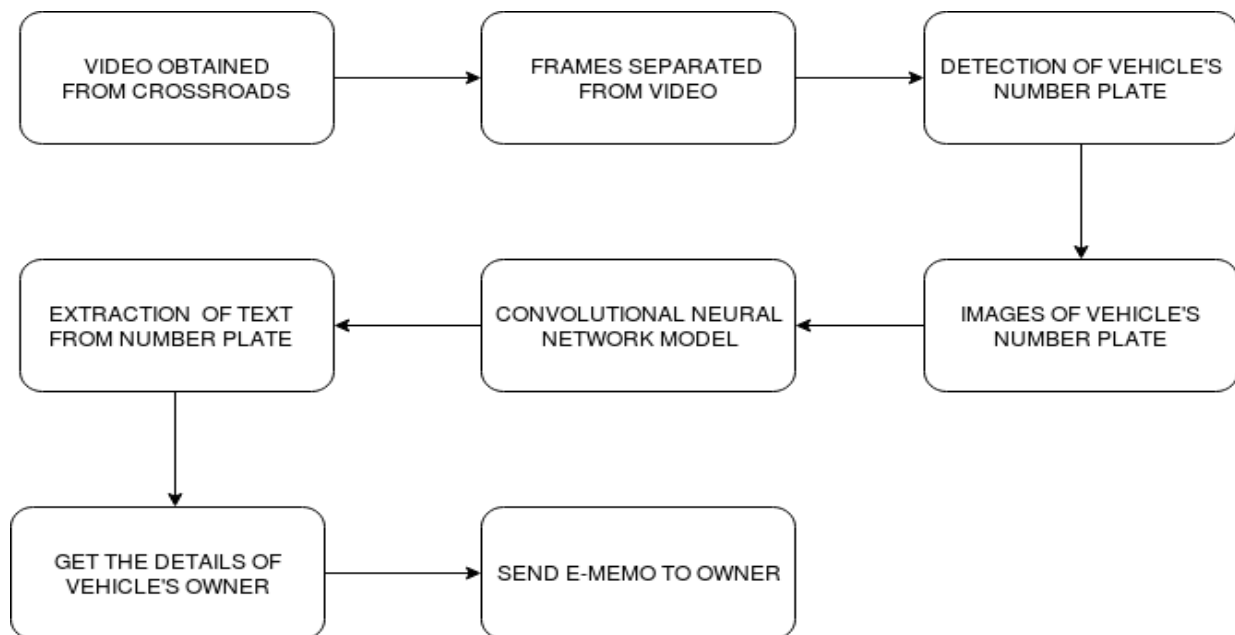 VIDEO OBTAINED
FROM CROSSROADS
FRAMES SEPARATED
FROM VIDEO
DETECTION OF VEHICLE'S
NUMBER PLATE
IMAGES OF VEHICLE'S
NUMBER PLATE
CONVOLUTIONAL NEURAL
NETWORK MODEL
EXTRACTION OF TEXT
FROM NUMBER PLATE
GET THE DETAILS OF
VEHICLE'S OWNER
SEND E-MEMO TO OWNER